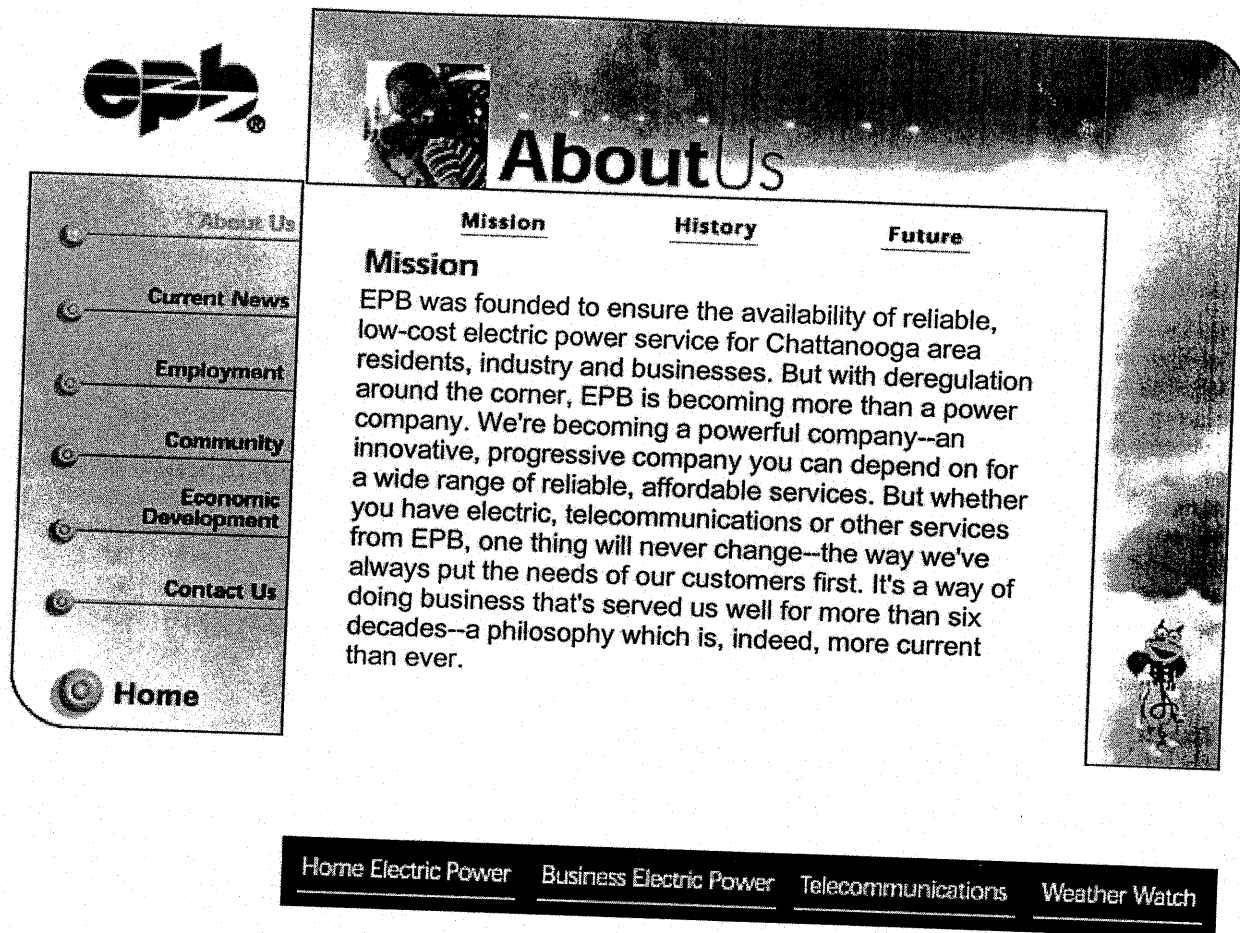 epb®
AboutUs
About Us
Current News
Employment
Community
Economic
Development
Contact Us
Home
Mission History Future
Mission
EPB was founded to ensure the availability of reliable,
low-cost electric power service for Chattanooga area
residents, industry and businesses. But with deregulation
around the corner, EPB is becoming more than a power
company. We're becoming a powerful company--an
innovative, progressive company you can depend on for
a wide range of reliable, affordable services. But whether
you have electric, telecommunications or other services
from EPB, one thing will never change--the way we've
always put the needs of our customers first. It's a way of
doing business that's served us well for more than six
decades--a philosophy which is, indeed, more current
than ever.
Home Electric Power Business Electric Power Telecommunications Weather Watch